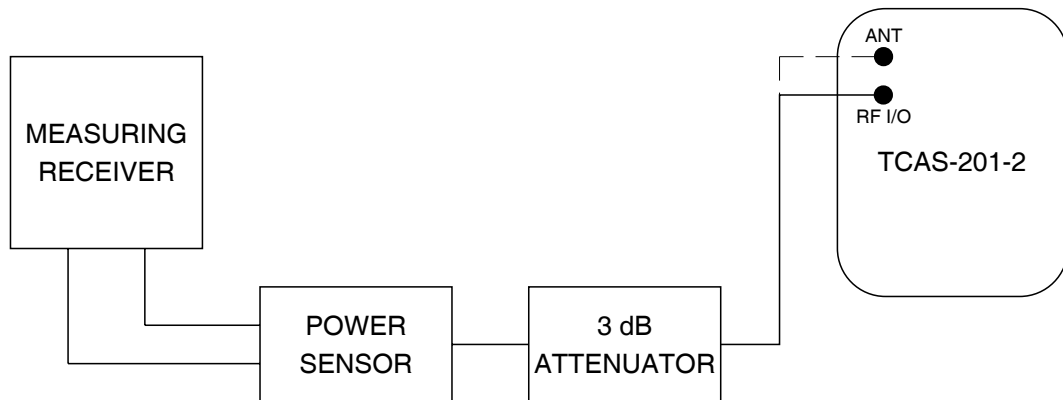 ANT
RF I/O
TCAS-201-2
MEASURING
RECEIVER
POWER
SENSOR
3 dB
ATTENUATOR